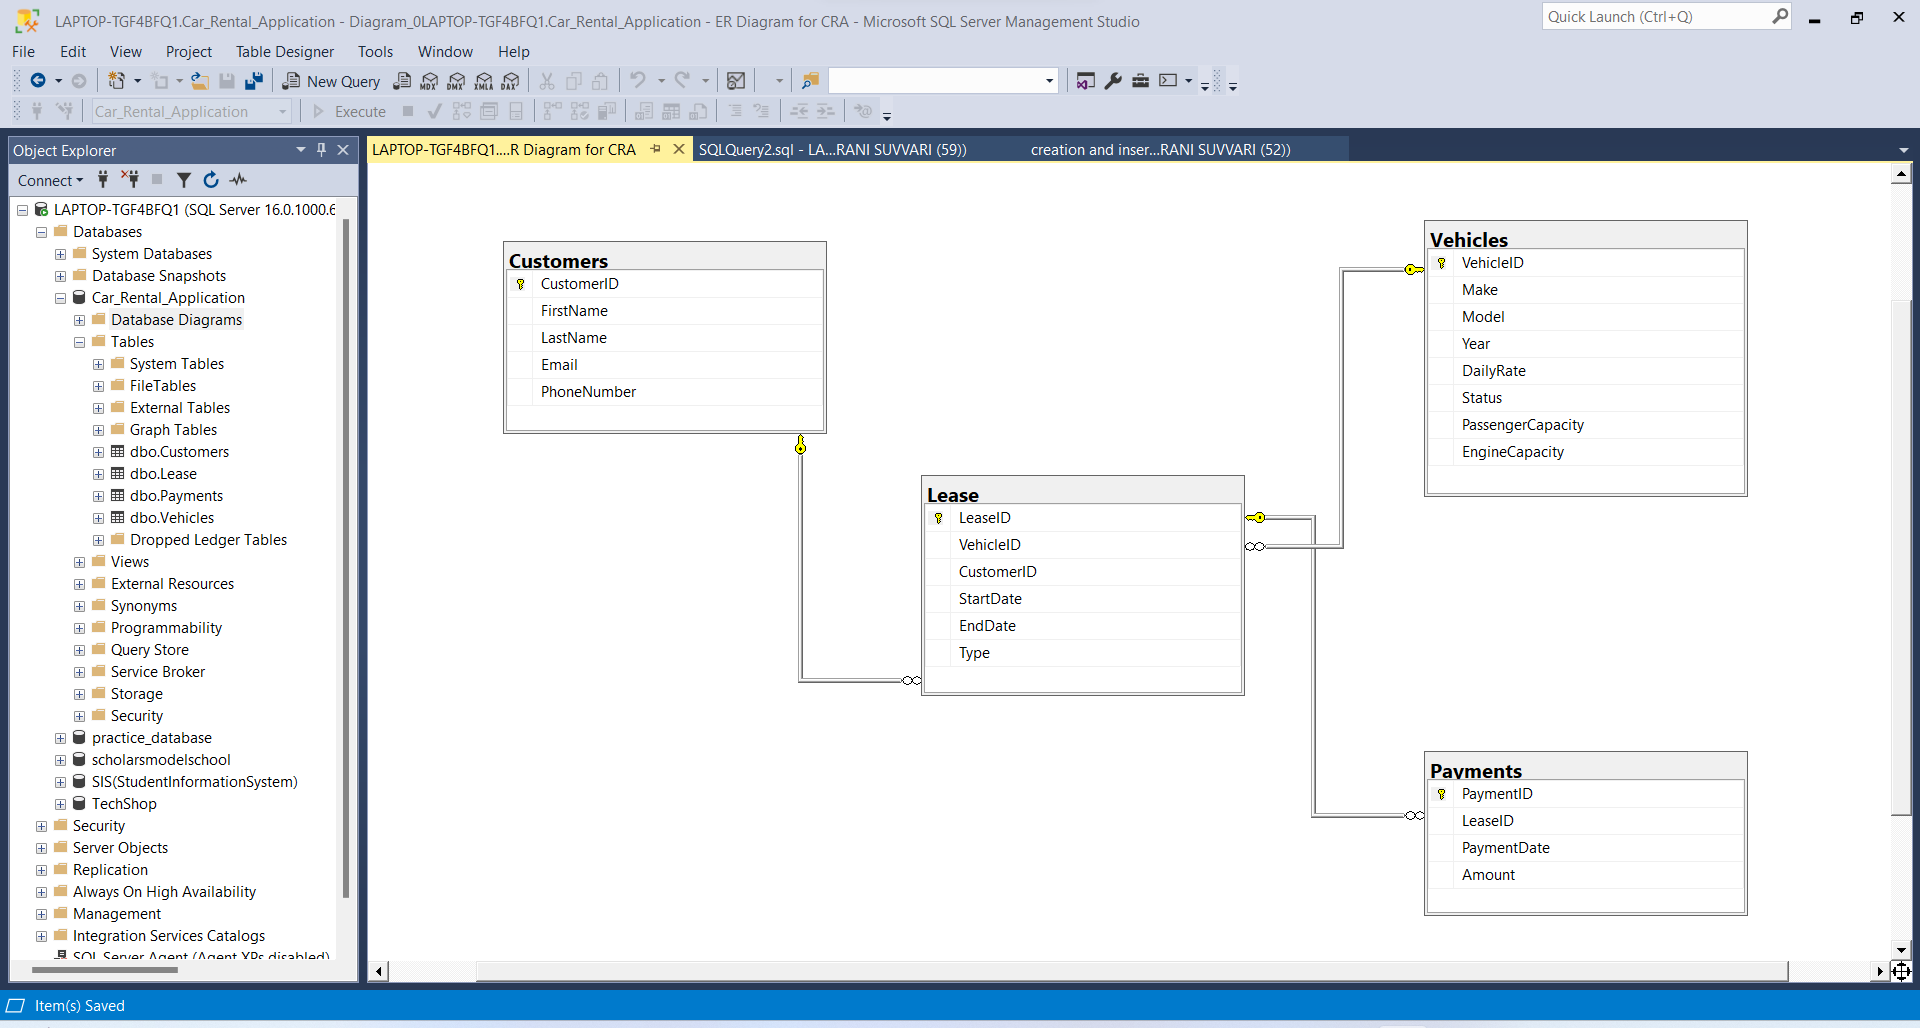 LAPTOP-TGF4BFQ1.Car_Rental_Application - Diagram_0LAPTOP-TGF4BFQ1.Car_Rental_Application - ER Diagram for CRA - Microsoft SQL Server Management Studio
Quick Launch (Ctrl+Q)
File Edit View Project Table Designer Tools Window Help
New Query MDX DMX XMLA DAX
Car_Rental_Application Execute
Object Explorer
LAPTOP-TGF4BFQ1....R Diagram for CRA
SQLQuery2.sql - LA...RANI SUVVARI (59))
creation and inser...RANI SUVVARI (52))
Connect
LAPTOP-TGF4BFQ1 (SQL Server 16.0.1000.6
Databases
System Databases
Database Snapshots
Car_Rental_Application
Database Diagrams
Tables
System Tables
FileTables
External Tables
Graph Tables
dbo.Customers
dbo.Lease
dbo.Payments
dbo.Vehicles
Dropped Ledger Tables
Views
External Resources
Synonyms
Programmability
Query Store
Service Broker
Storage
Security
practice_database
scholarsmodelschool
SIS(StudentInformationSystem)
TechShop
Security
Server Objects
Replication
Always On High Availability
Management
Integration Services Catalogs
SQL Server Agent (Agent XPs disabled)
Customers
CustomerID
FirstName
LastName
Email
PhoneNumber
Lease
LeaseID
VehicleID
CustomerID
StartDate
EndDate
Type
Vehicles
VehicleID
Make
Model
Year
DailyRate
Status
PassengerCapacity
EngineCapacity
Payments
PaymentID
LeaseID
PaymentDate
Amount
Item(s) Saved